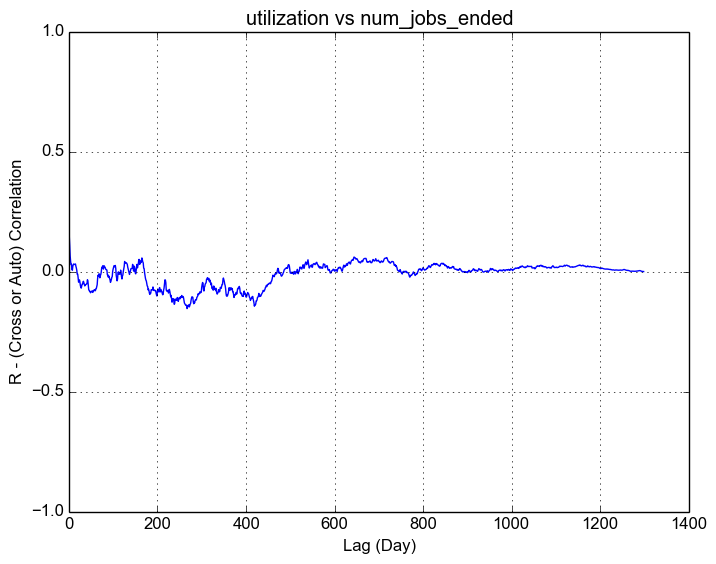 utilization vs num_jobs_ended
1.0
0.5
0.0
−0.5
−1.0
R - (Cross or Auto) Correlation
0 200 400 600 800 1000 1200 1400
Lag (Day)